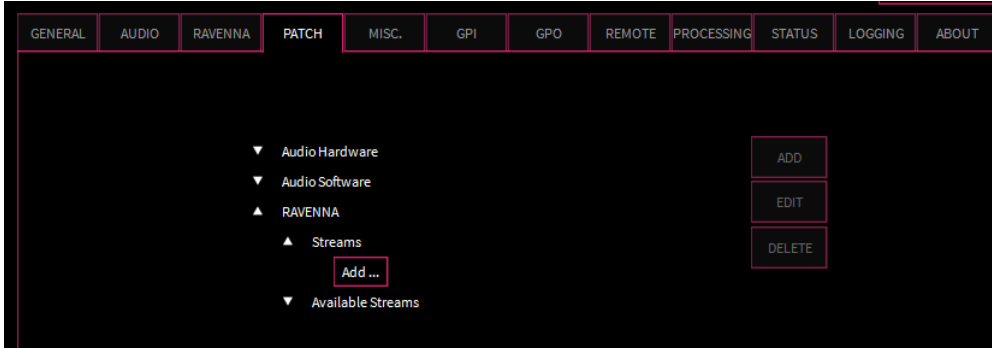 GENERAL AUDIO RAVENNA PATCH MISC. GPI GPO REMOTE PROCESSING STATUS LOGGING ABOUT
Audio Hardware
ADD
Audio Software
EDIT
RAVENNA
Streams
DELETE
Add ...
Available Streams